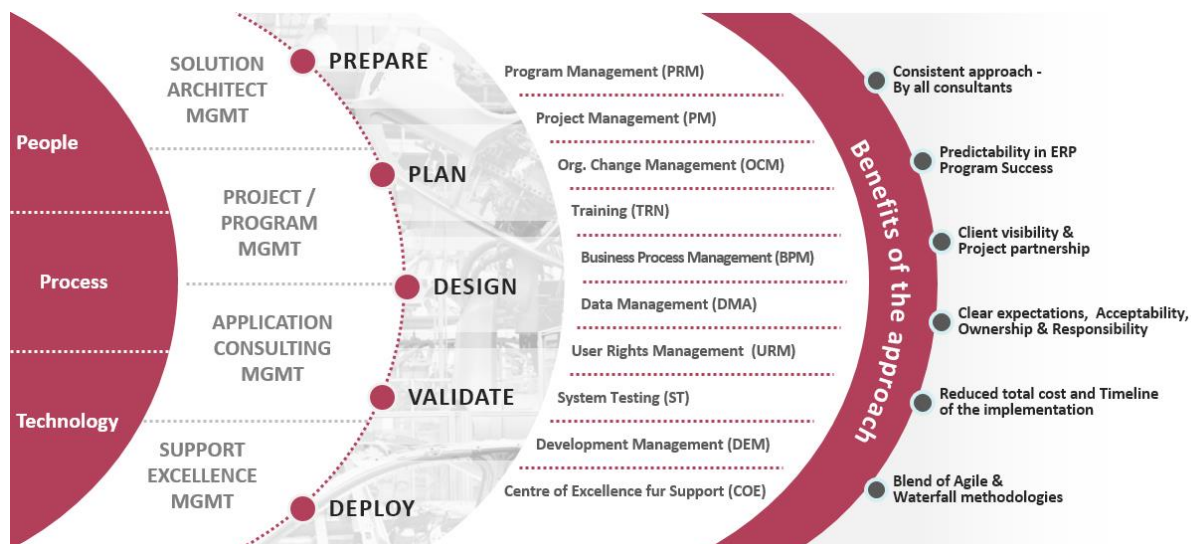 People
Process
Technology
SOLUTION
ARCHITECT
MGMT
PROJECT /
PROGRAM
MGMT
APPLICATION
CONSULTING
MGMT
SUPPORT
EXCELLENCE
MGMT
PREPARE
PLAN
DESIGN
VALIDATE
DEPLOY
Program Management (PRM)
Project Management (PM)
Org. Change Management (OCM)
Training (TRN)
Business Process Management (BPM)
Data Management (DMA)
User Rights Management (URM)
System Testing (ST)
Development Management (DEM)
Centre of Excellence fur Support (COE)
Benefits of the approach
Consistent approach -
By all consultants
Predictability in ERP
Program Success
Client visibility &
Project partnership
Clear expectations, Acceptability,
Ownership & Responsibility
Reduced total cost and Timeline
of the implementation
Blend of Agile &
Waterfall methodologies